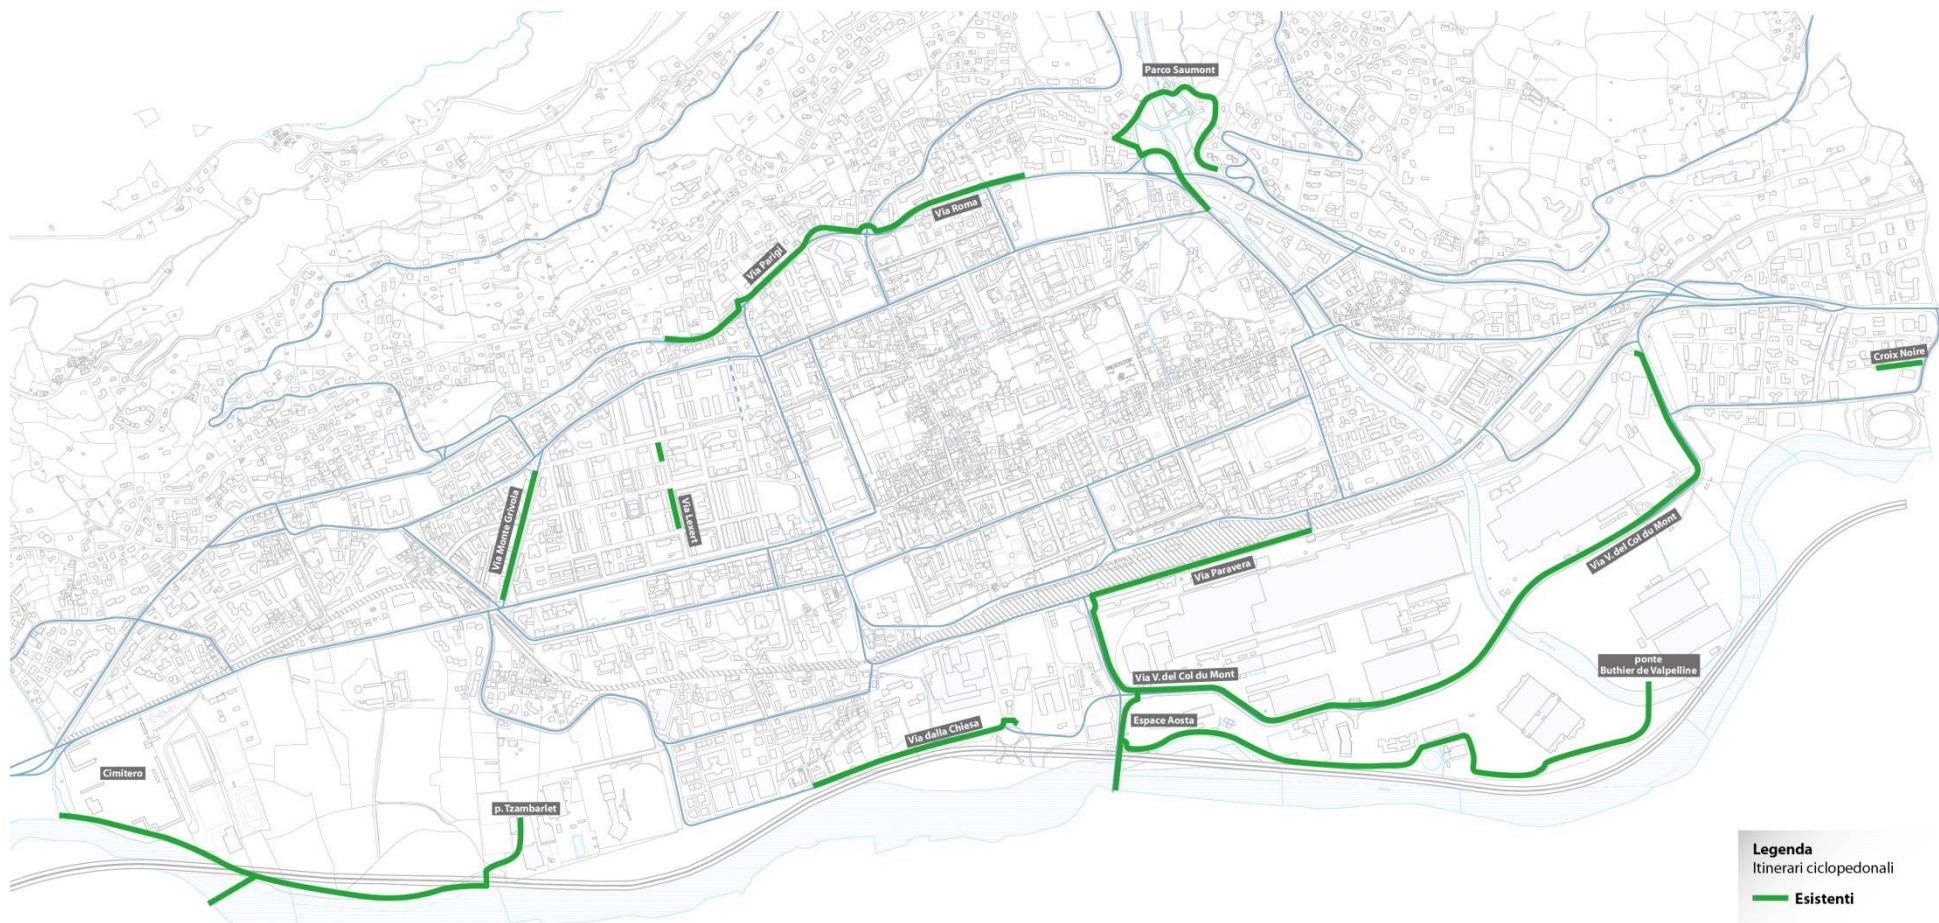 Parco Saumont
Via Roma
Via Parigi
Croix Noire
Via Monte Grivola
Via Lexert
Via V. del Col du Mont
Via Paravera
ponte
Buthier de Valpelline
Via V. del Col du Mont
Espace Aosta
Via dalla Chiesa
Cimitero
p. Tzambarlet
Legenda
Itinerari ciclopedonali
Esistenti